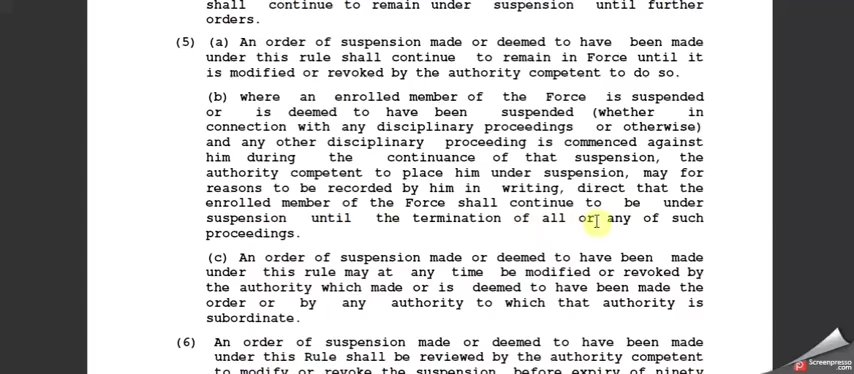 shall continue to remain under suspension until further
orders.
(5) (a) An order of suspension made or deemed to have been made
under this rule shall continue to remain in Force until it
is modified or revoked by the authority competent to do so.
(b) where an enrolled member of the Force is suspended
or is deemed to have been suspended (whether in
connection with any disciplinary proceedings or otherwise)
and any other disciplinary proceeding is commenced against
him during the continuance of that suspension, the
authority competent to place him under suspension, may for
reasons to be recorded by him in writing, direct that the
enrolled member of the Force shall continue to be under
suspension until the termination of all or any of such
proceedings.
(c) An order of suspension made or deemed to have been made
under this rule may at any time be modified or revoked by
the authority which made or is deemed to have been made the
order or by any authority to which that authority is
subordinate.
(6) An order of suspension made or deemed to have been made
under this Rule shall be reviewed by the authority competent
to modify or revoke the suspension, before expiry of ninety
Screenpresso